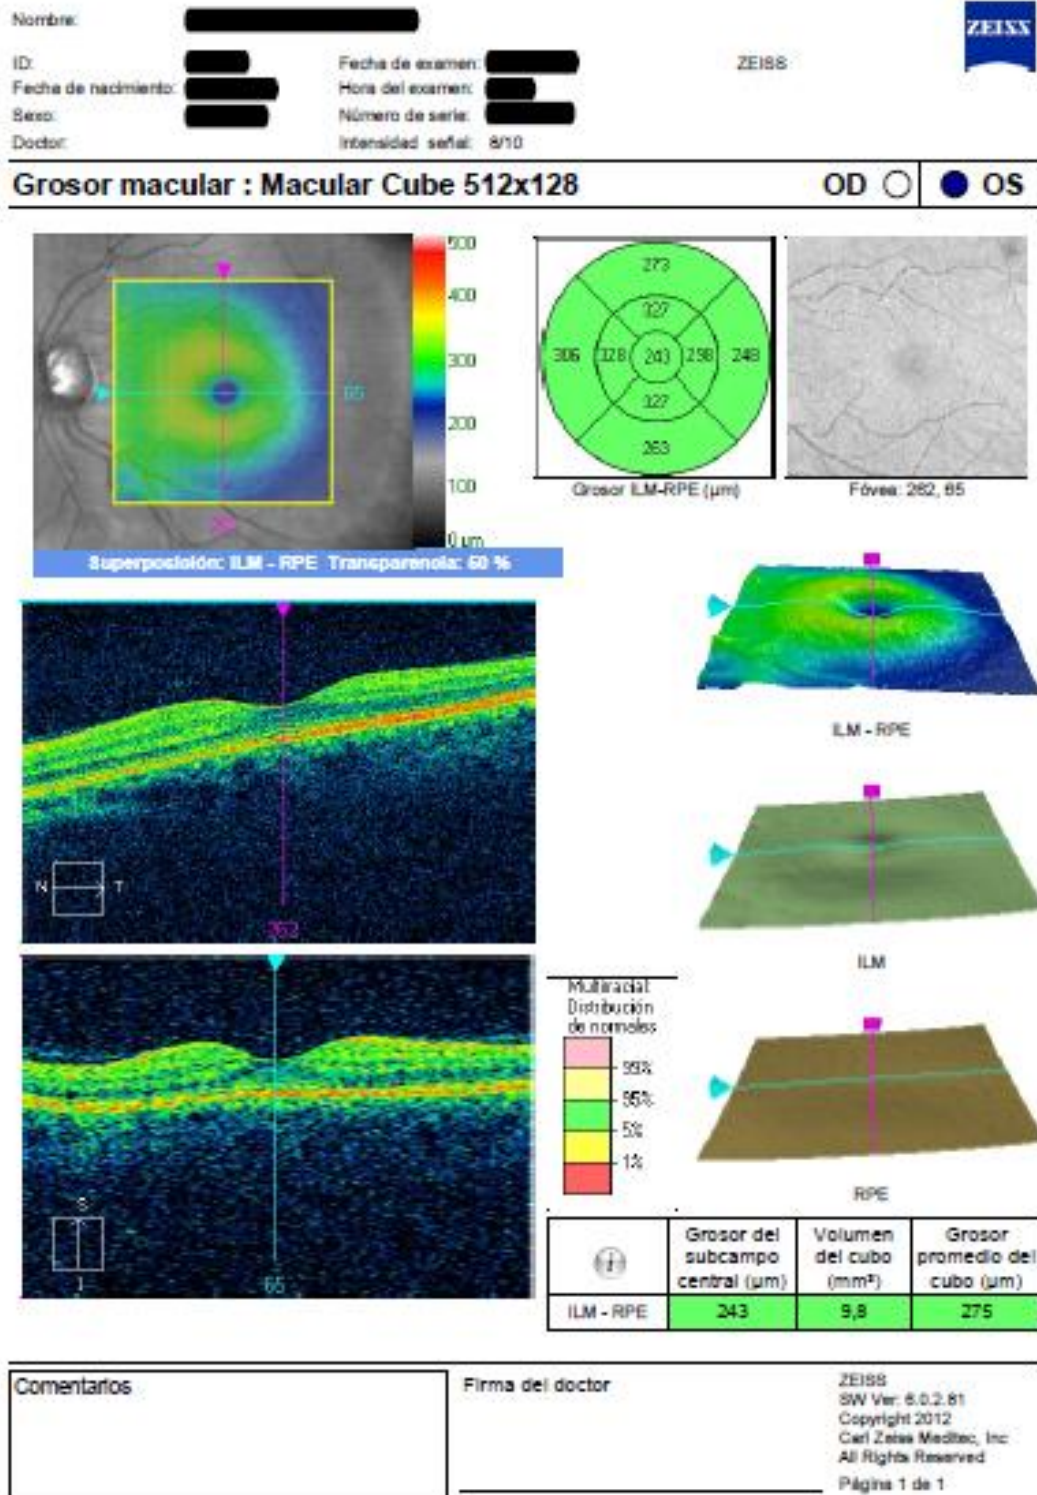 Nombre:
ZEISS
ID:
Fecha de examen:
ZEISS
Fecha de nacimiento:
Hora del examen:
Sexo:
Número de serie:
Doctor:
Intensidad señal: 8/10
Grosor macular : Macular Cube 512x128
OD
OS
500
400
300
200
100
0 µm
65
Superposición: ILM - RPE Transparencia: 50 %
273
327
306 328 243 298 248
327
263
Grosor ILM-RPE (µm)
Fóvea: 262, 65
ILM - RPE
N T
262
ILM
S
I
65
Multiracial:
Distribución
de normales
99%
95%
5%
1%
RPE
Grosor del subcampo central (µm)
Volumen del cubo (mm³)
Grosor promedio del cubo (µm)
ILM - RPE 243 9,8 275
Comentarios
Firma del doctor
ZEISS
SW Ver: 6.0.2.81
Copyright 2012
Carl Zeiss Meditec, Inc
All Rights Reserved
Página 1 de 1